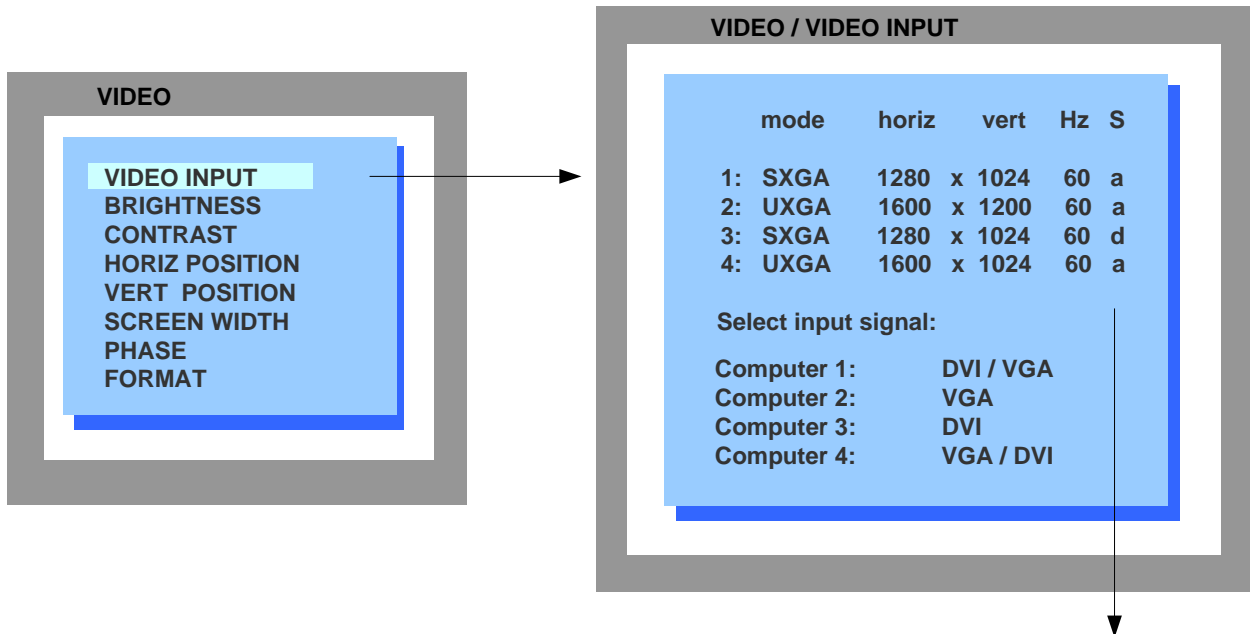 VIDEO
VIDEO INPUT
BRIGHTNESS
CONTRAST
HORIZ POSITION
VERT POSITION
SCREEN WIDTH
PHASE
FORMAT
VIDEO / VIDEO INPUT
mode horiz vert Hz S
1: SXGA 1280 x 1024 60 a
2: UXGA 1600 x 1200 60 a
3: SXGA 1280 x 1024 60 d
4: UXGA 1600 x 1024 60 a
Select input signal:
Computer 1: DVI / VGA
Computer 2: VGA
Computer 3: DVI
Computer 4: VGA / DVI